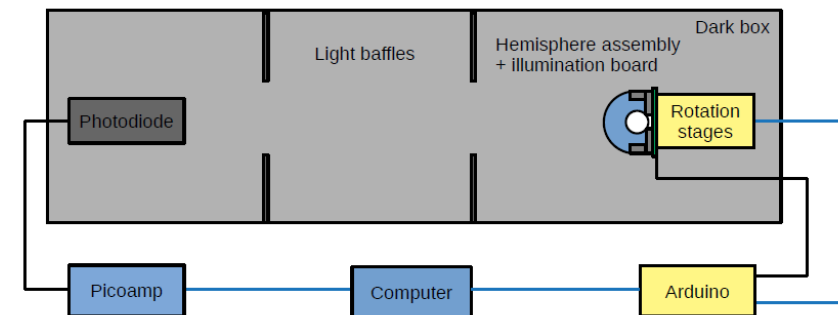 Dark box
Light baffles
Hemisphere assembly
+ illumination board
Photodiode
Rotation
stages
Picoamp
Computer
Arduino